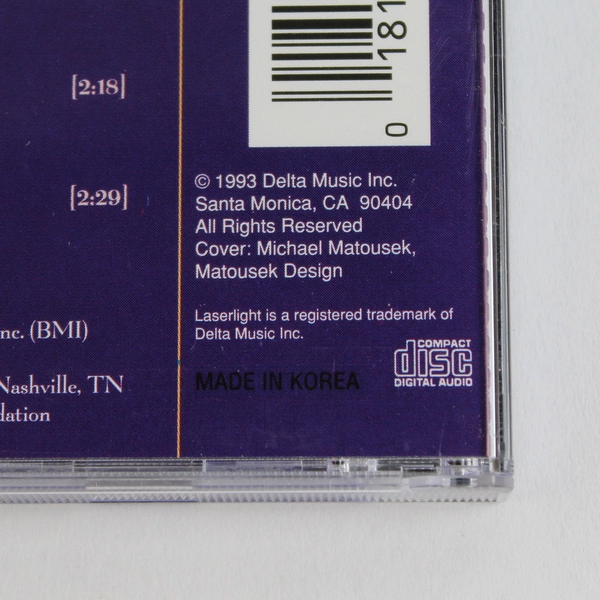 [2:18]
[2:29]
nc. (BMI)
Nashville, TN
dation
0 181
© 1993 Delta Music Inc.
Santa Monica, CA 90404
All Rights Reserved
Cover: Michael Matousek,
Matousek Design
Laserlight is a registered trademark of
Delta Music Inc.
MADE IN KOREA
COMPACT
disc
DIGITAL AUDIO